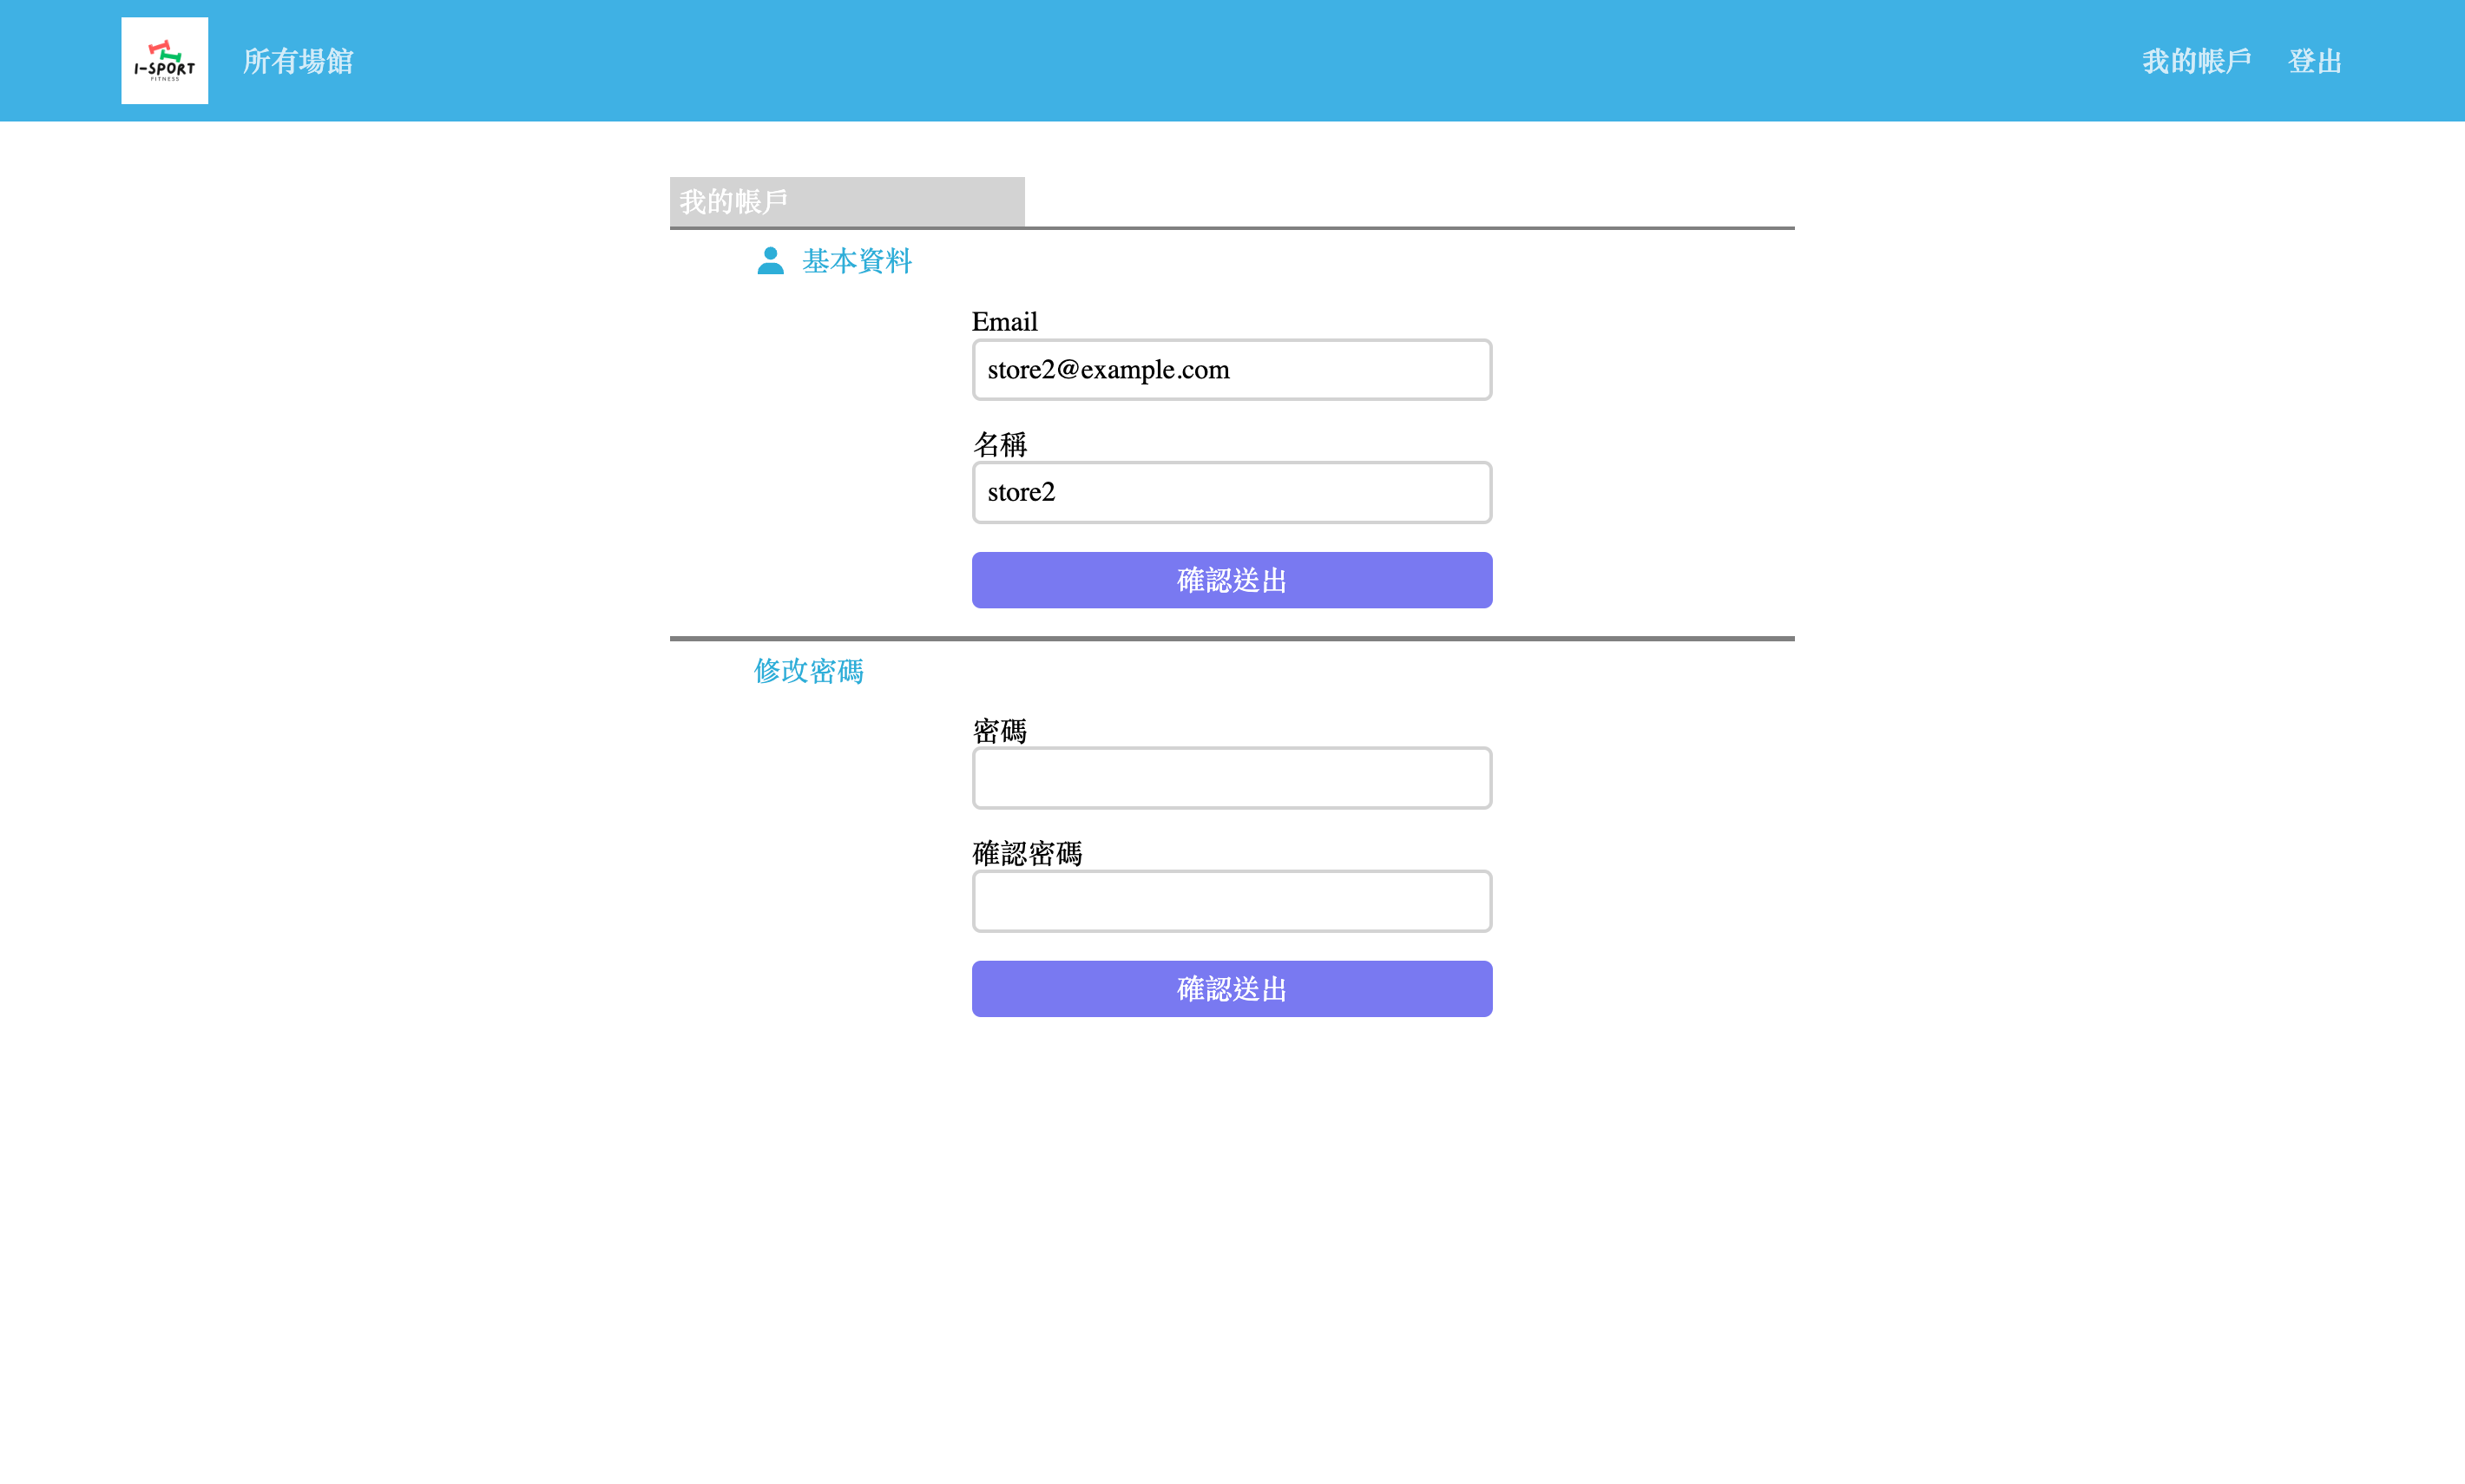 I-SPORT
FITNESS
所有場館
我的帳戶
登出
我的帳戶
基本資料
Email
store2@example.com
名稱
store2
確認送出
修改密碼
密碼
確認密碼
確認送出